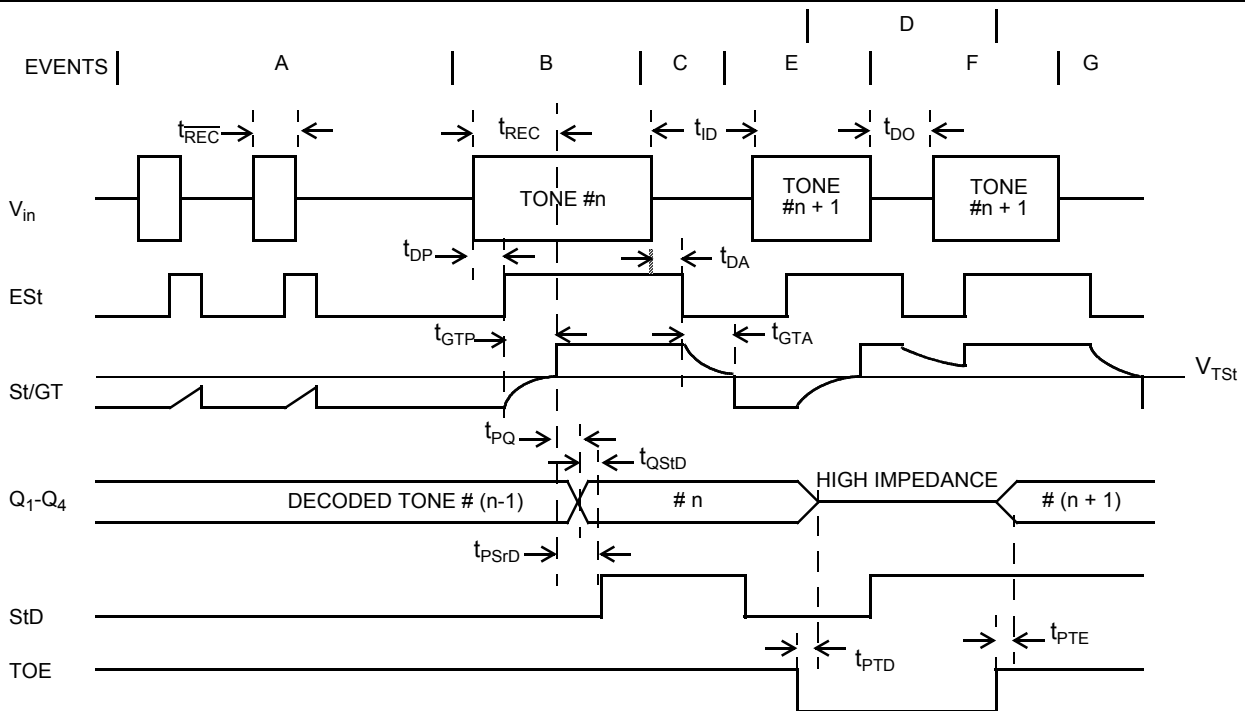 D
EVENTS A B C E F G
tREC tREC tID tDO
Vin TONE #n TONE #n + 1 TONE #n + 1
tDP tDA
ESt
tGTP tGTA
VTSt
St/GT
tPQ
tQStD
HIGH IMPEDANCE
Q1-Q4 DECODED TONE # (n-1) # n # (n + 1)
tPSrD
StD
tPTD tPTE
TOE